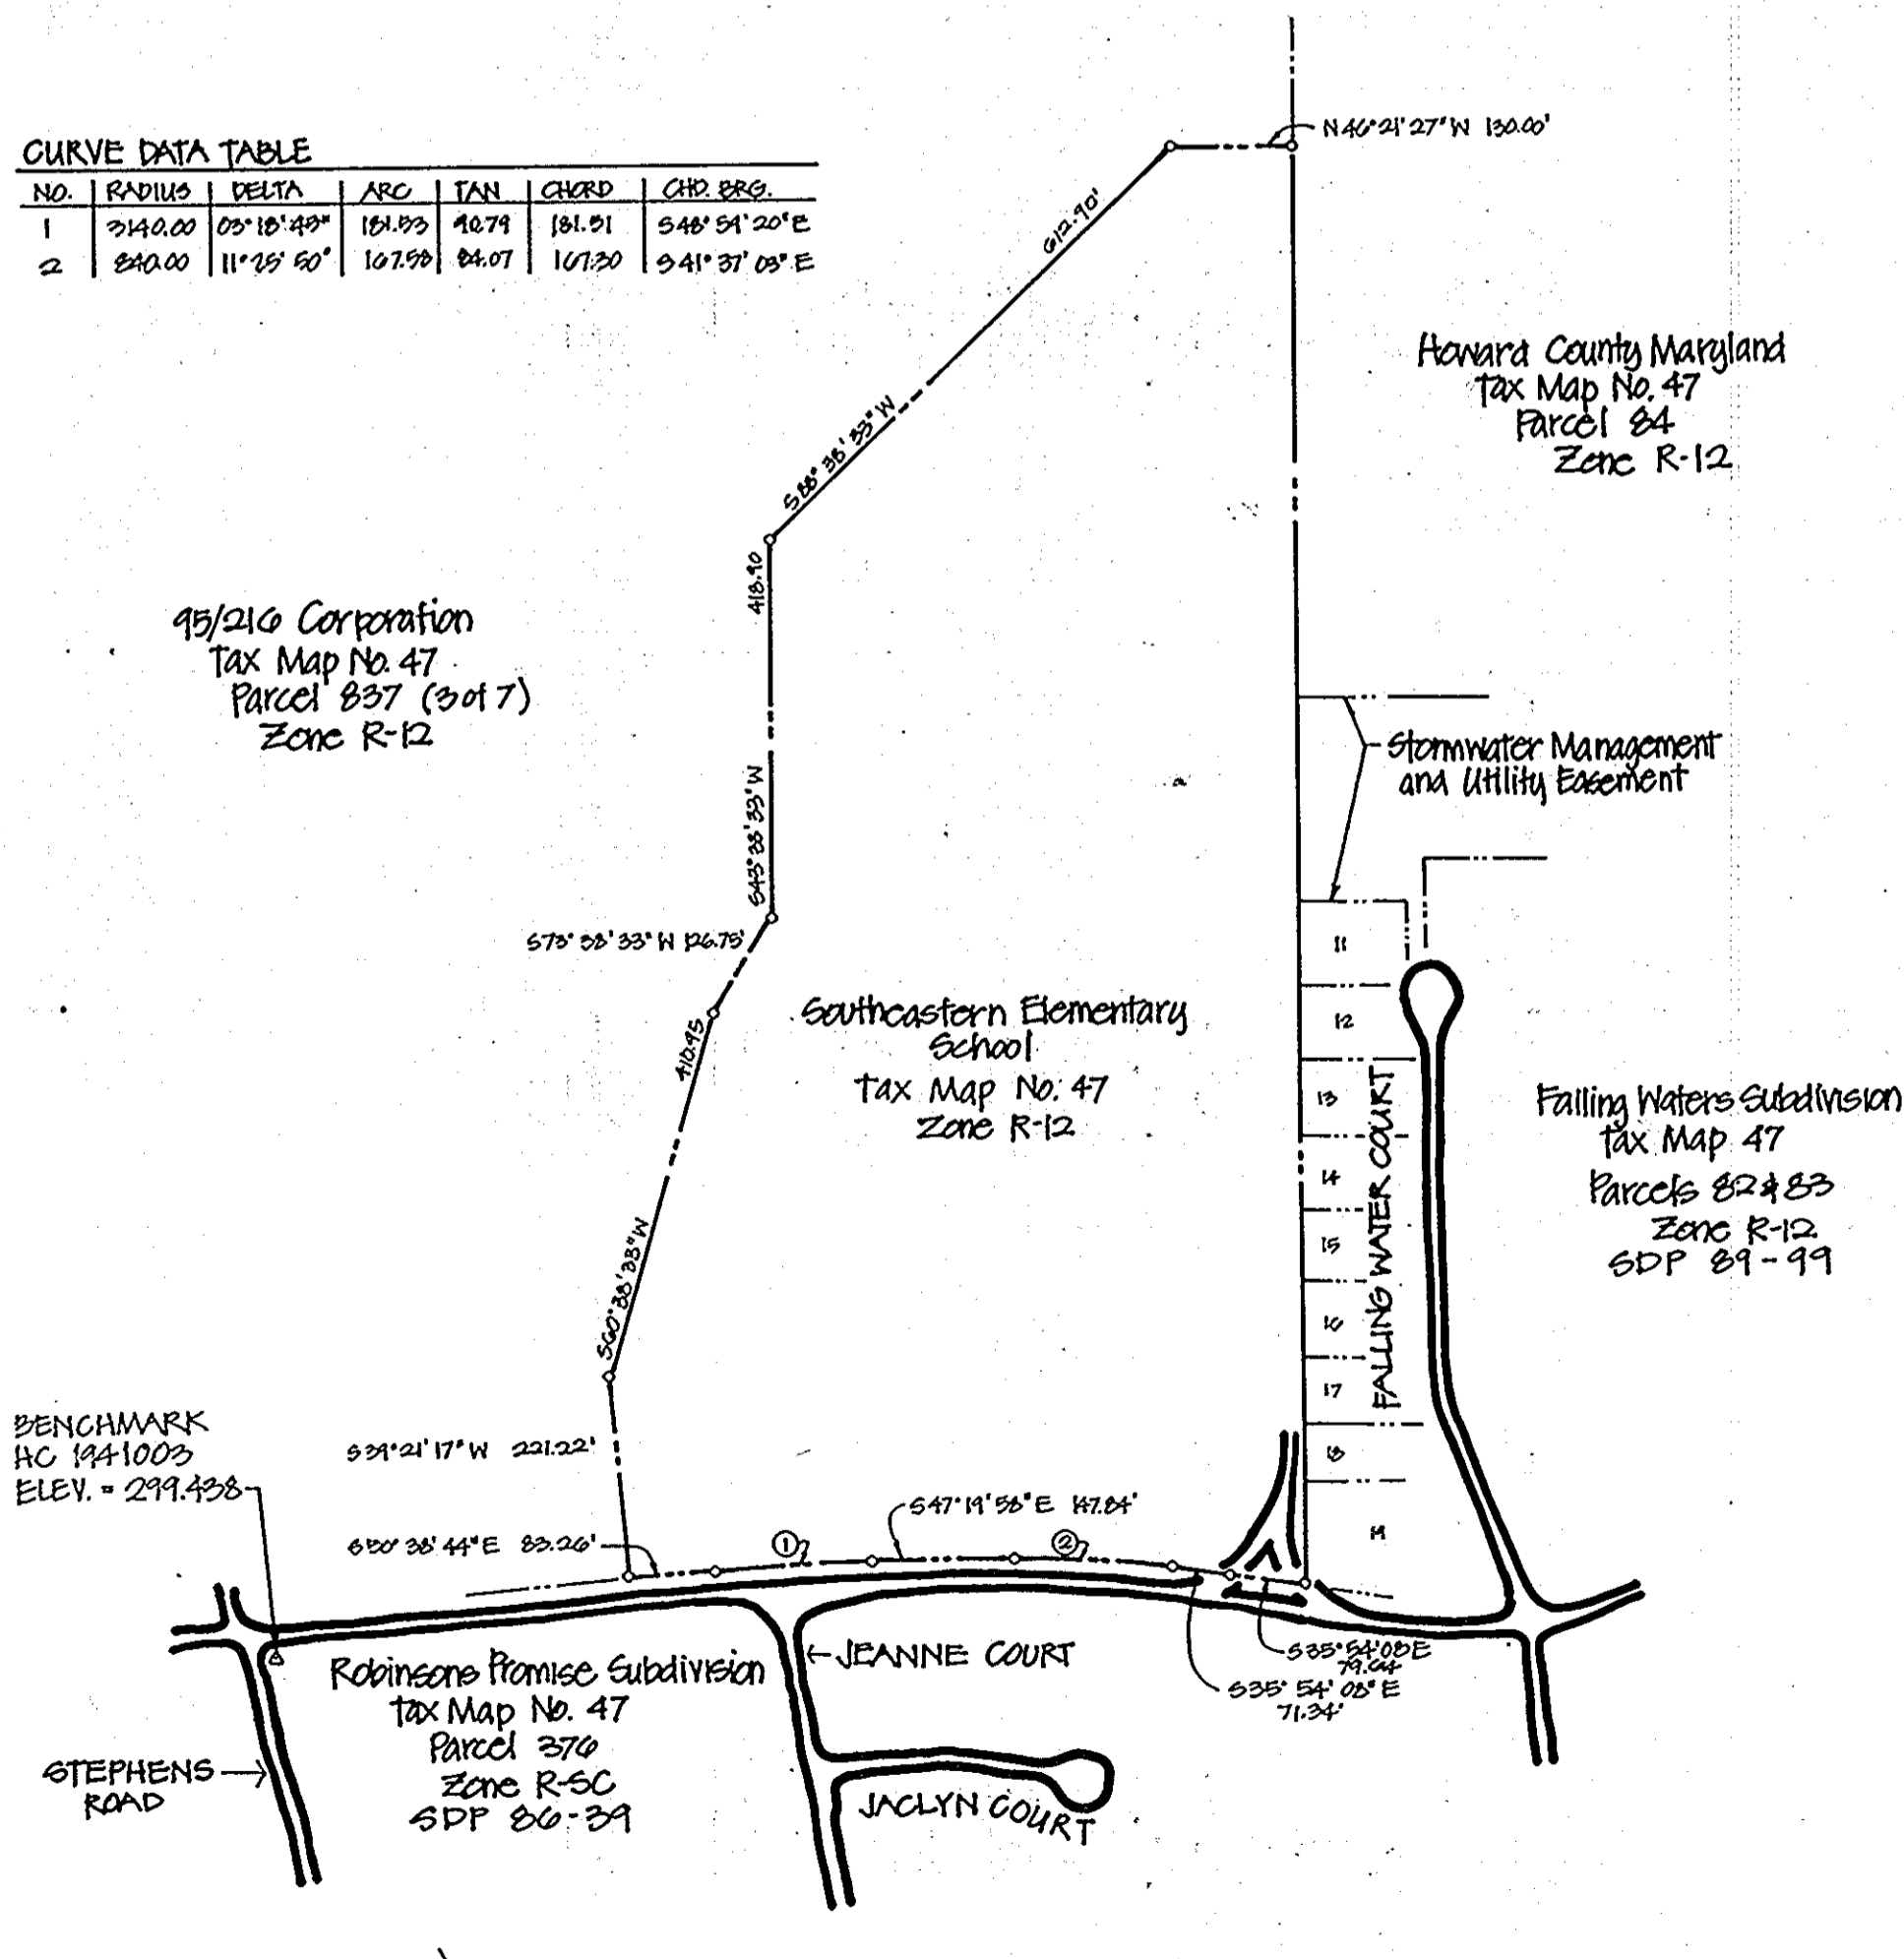 CURVE DATA TABLE
NO. RADIUS DELTA ARC TAN CHORD CHD. BRG.
1 3140.00 03°18'45" 181.53 90.79 181.51 S48°59'20"E
2 840.00 11°25'50" 167.58 84.07 167.30 S41°37'03"E
N46°21'27"W 130.00'
612.90'
S88°38'33"W
Howard County Maryland
Tax Map No. 47
Parcel 84
Zone R-12
418.90
S43°38'33"W
95/216 Corporation
Tax Map No. 47
Parcel 837 (3 of 7)
Zone R-12
Stormwater Management
and Utility Easement
S73°38'33"W 126.75'
410.95
S60°38'33"W
Southeastern Elementary
School
Tax Map No. 47
Zone R-12
11
12
13
14
15
16
17
18
FALLING WATER COURT
Falling Waters Subdivision
Tax Map 47
Parcels 82&83
Zone R-12
SDP 89-99
BENCHMARK
HC 1941003
ELEV. = 299.438
S39°21'17"W 221.22'
S50°38'44"E 83.26'
1
S47°19'58"E 147.84'
2
S35°54'08E
79.64
S35°54'08"E
71.34'
JEANNE COURT
Robinsons Promise Subdivision
Tax Map No. 47
Parcel 376
Zone R-SC
SDP 86-39
STEPHENS
ROAD
JACLYN COURT